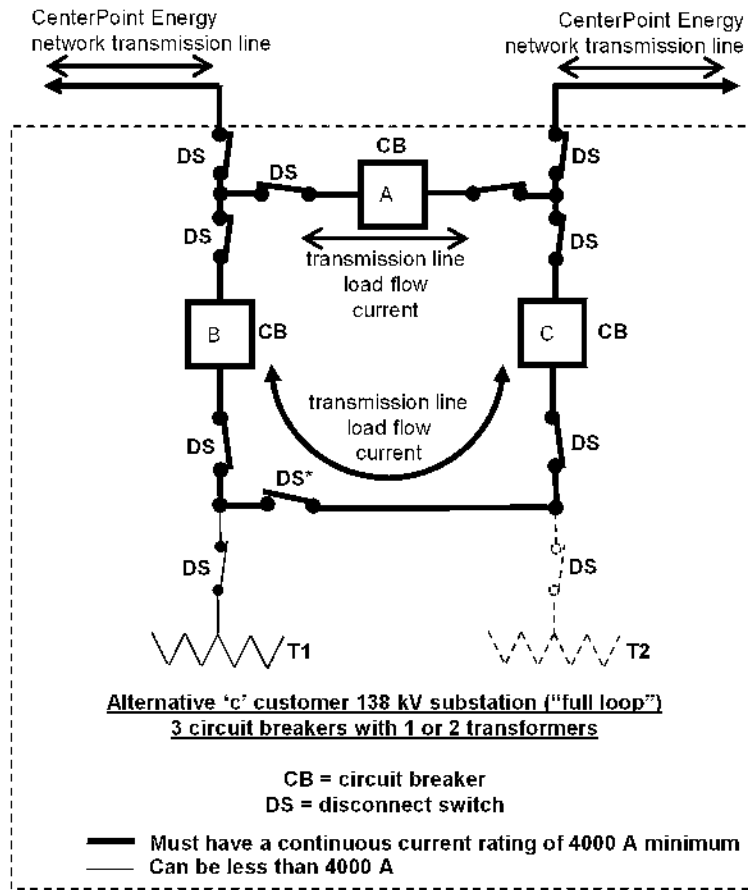 CenterPoint Energy
network transmission line
CenterPoint Energy
network transmission line
CB
DS
DS
DS
A
DS
DS
transmission line
load flow
current
B
CB
C
CB
transmission line
load flow
current
DS
DS
DS*
DS
DS
T1
T2
Alternative ‘c’ customer 138 kV substation (“full loop”)
3 circuit breakers with 1 or 2 transformers
CB = circuit breaker
DS = disconnect switch
Must have a continuous current rating of 4000 A minimum
Can be less than 4000 A